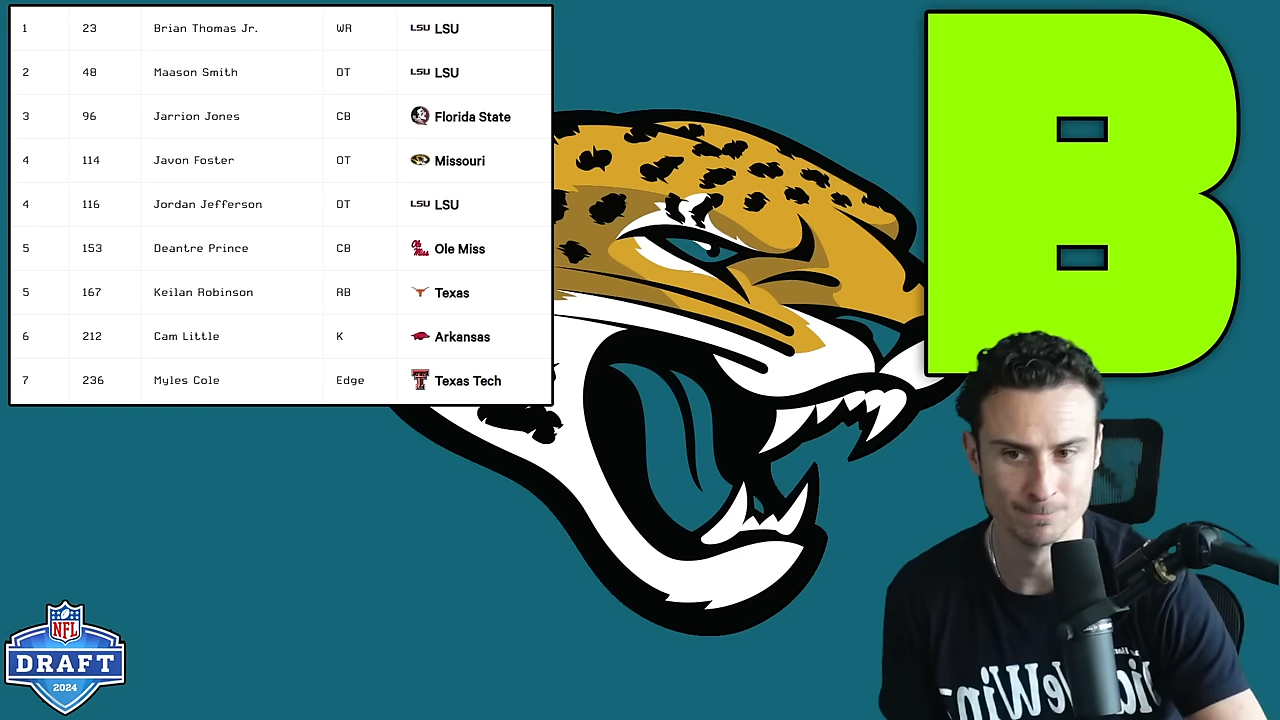 1 23 Brian Thomas Jr. WR LSU LSU
2 48 Maason Smith DT LSU LSU
3 96 Jarrion Jones CB Florida State
4 114 Javon Foster OT Missouri
4 116 Jordan Jefferson DT LSU LSU
5 153 Deantre Prince CB Ole Miss Ole Miss
5 167 Keilan Robinson RB Texas
6 212 Cam Little K Arkansas
7 236 Myles Cole Edge Texas Tech
B
NFL
DRAFT
2024